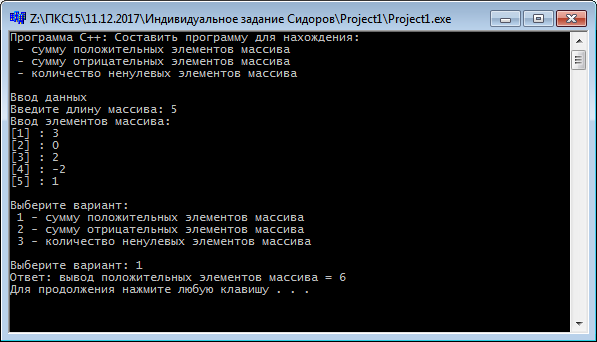 Z:\ПКС15\11.12.2017\Индивидуальное задание Сидоров\Project1\Project1.exe
Программа C++: Составить программу для нахождения:
- сумму положительных элементов массива
- сумму отрицательных элементов массива
- количество ненулевых элементов массива
Ввод данных
Введите длину массива: 5
Ввод элементов массива:
[1] : 3
[2] : 0
[3] : 2
[4] : -2
[5] : 1
Выберите вариант:
1 - сумму положительных элементов массива
2 - сумму отрицательных элементов массива
3 - количество ненулевых элементов массива
Выберите вариант: 1
Ответ: вывод положительных элементов массива = 6
Для продолжения нажмите любую клавишу . . .